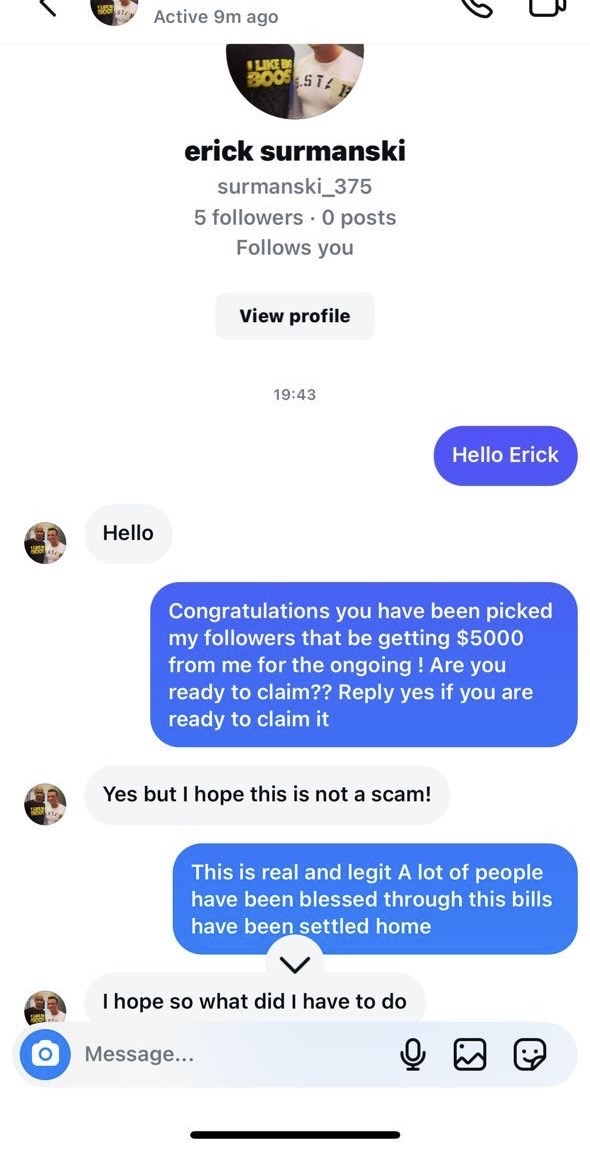 Active 9m ago
I LIKE BIG
BOOS
erick surmanski
surmanski_375
5 followers · 0 posts
Follows you
View profile
19:43
Hello Erick
Hello
Congratulations you have been picked
my followers that be getting $5000
from me for the ongoing ! Are you
ready to claim?? Reply yes if you are
ready to claim it
Yes but I hope this is not a scam!
This is real and legit A lot of people
have been blessed through this bills
have been settled home
I hope so what did I have to do
Message...